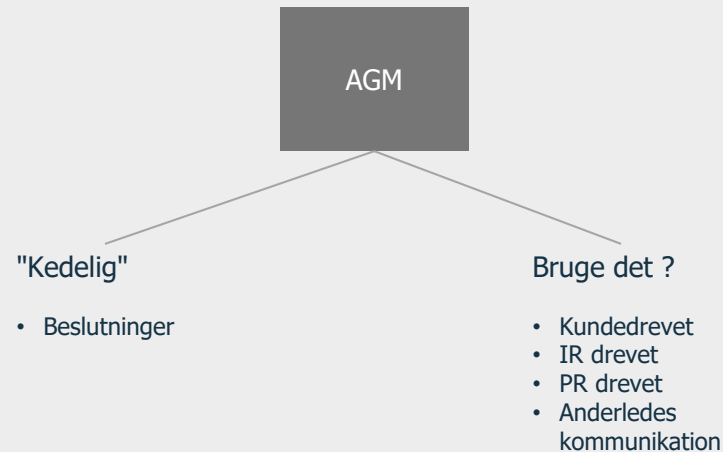 AGM
"Kedelig"
• Beslutninger
Bruge det ?
• Kundedrevet
• IR drevet
• PR drevet
• Anderledes
kommunikation